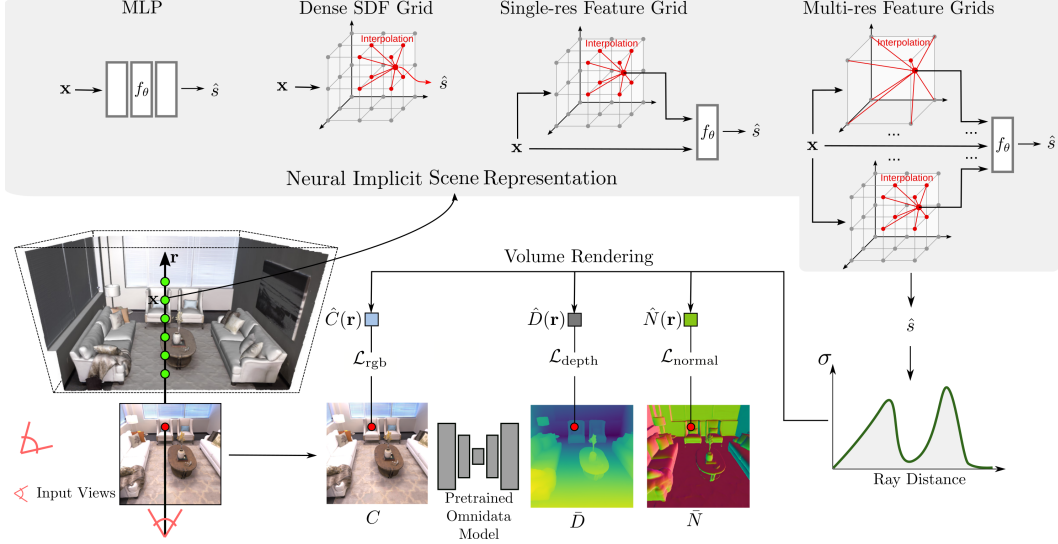 MLP
Dense SDF Grid
Single-res Feature Grid
Multi-res Feature Grids
x
f_θ
ŝ
Interpolation
x
ŝ
Interpolation
x
f_θ
ŝ
Interpolation
x
...
...
...
...
f_θ
ŝ
Interpolation
Neural Implicit Scene Representation
r
x
Volume Rendering
Ĉ(r)
D̂(r)
N̂(r)
ŝ
L_rgb
L_depth
L_normal
σ
Ray Distance
Input Views
Pretrained
Omnidata
Model
C
D̄
N̄